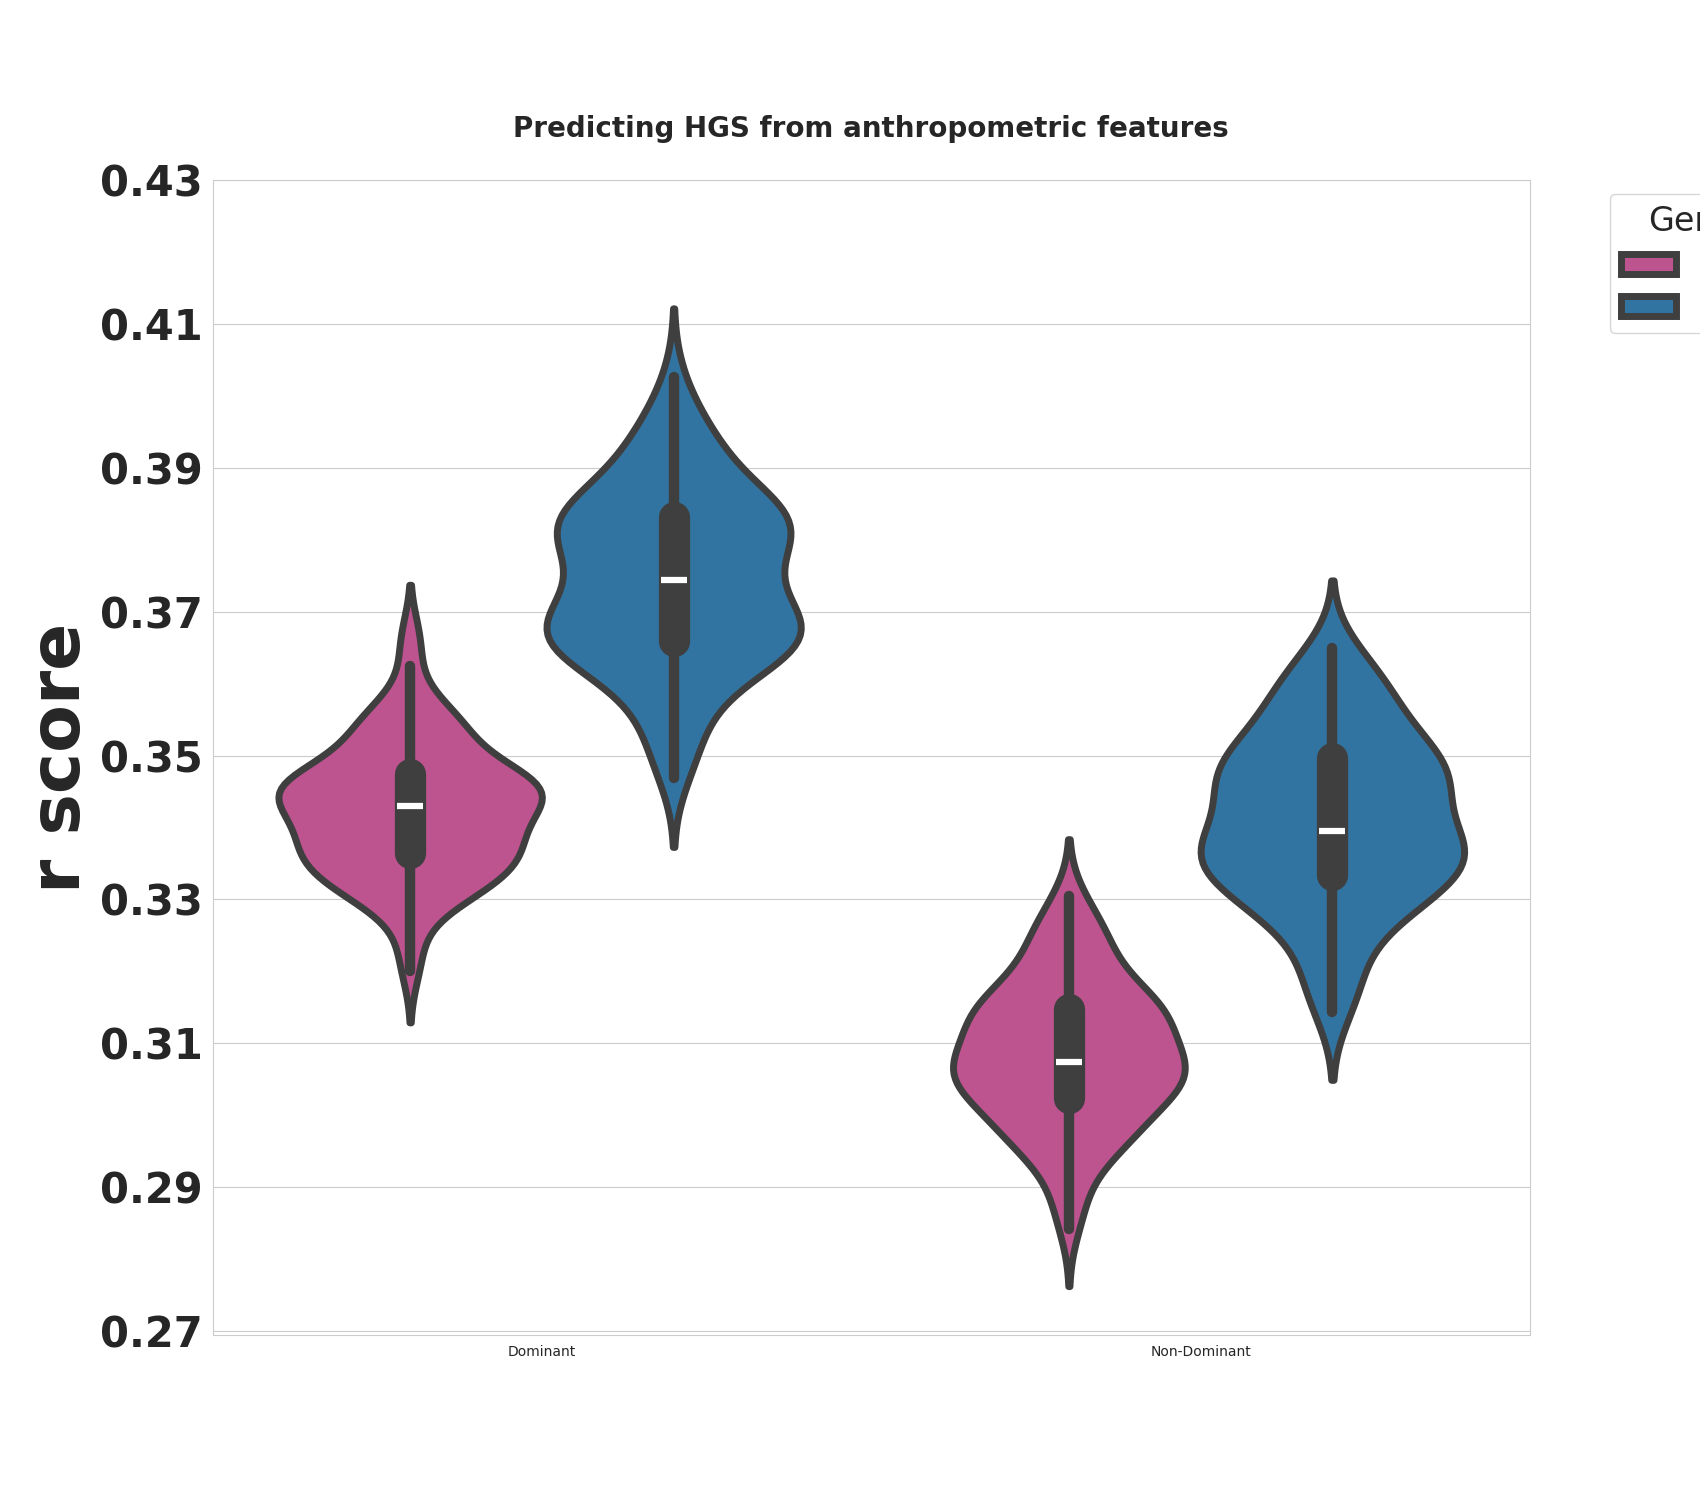 Predicting HGS from anthropometric features
r score
0.43
0.41
0.39
0.37
0.35
0.33
0.31
0.29
0.27
Dominant
Non-Dominant